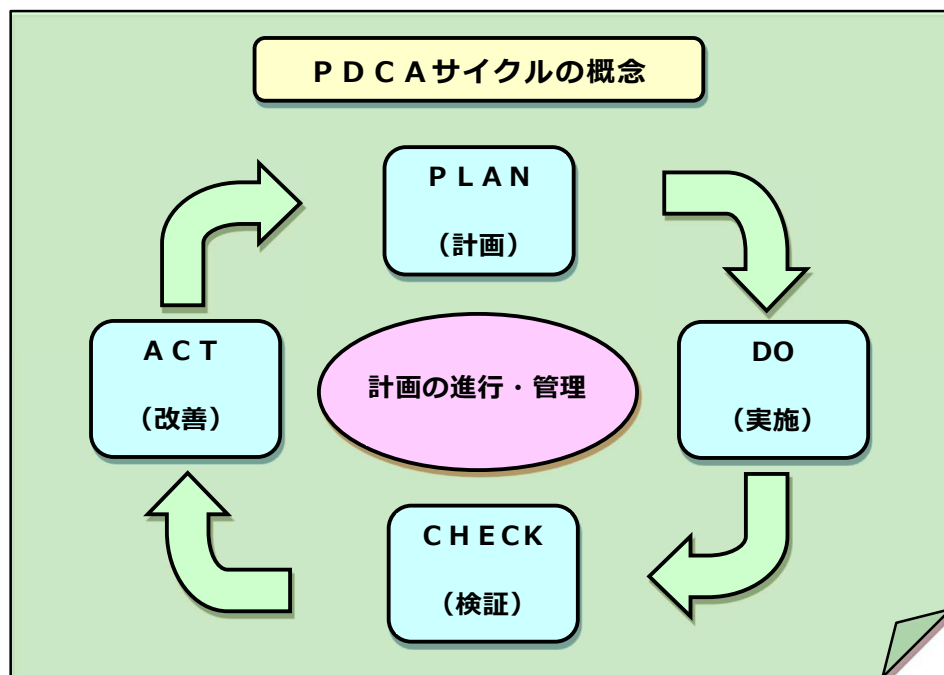 ＰＤＣＡサイクルの概念
ＰＬＡＮ
（計画）
ＡＣＴ
（改善）
計画の進行・管理
DO
（実施）
ＣＨＥＣＫ
（検証）